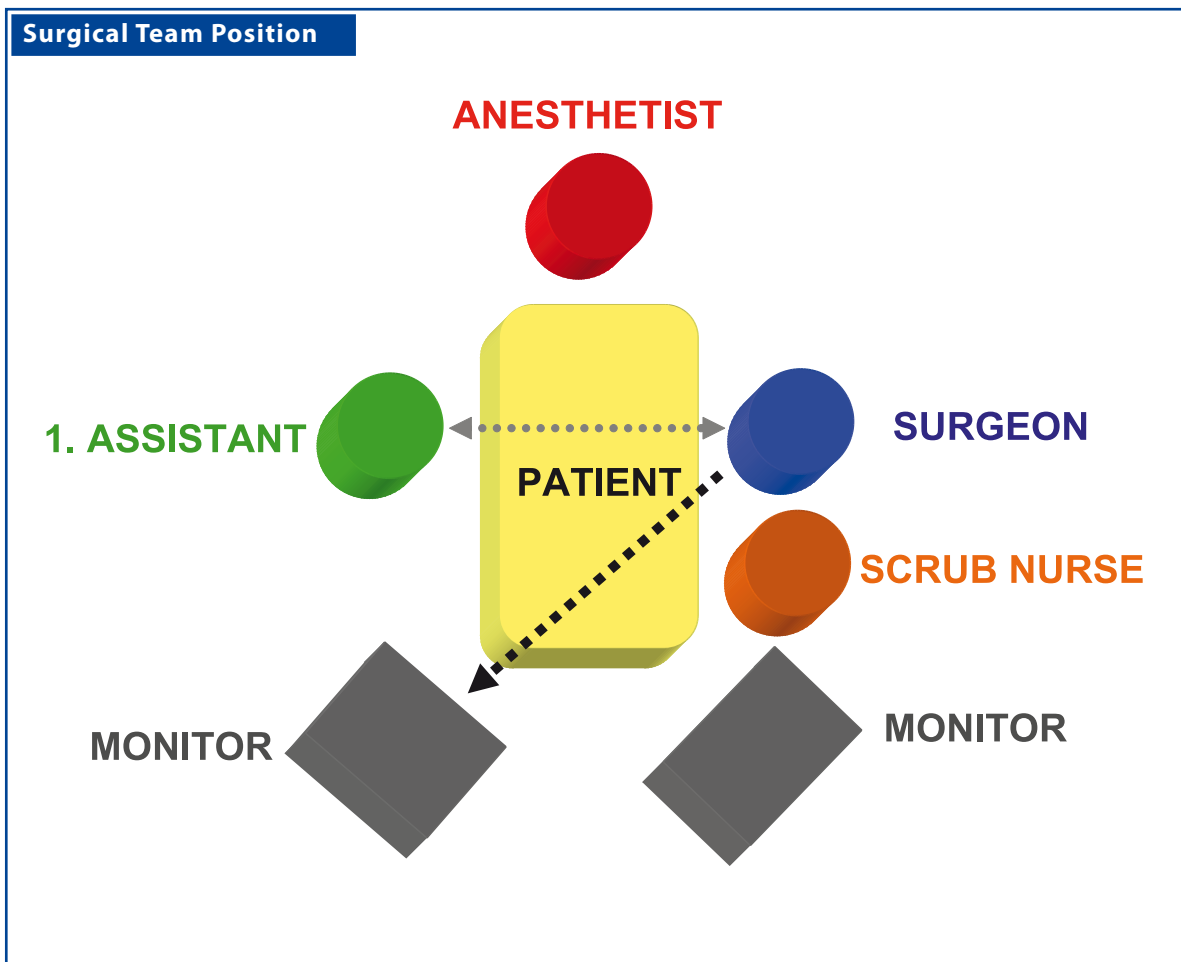 Surgical Team Position
ANESTHETIST
1. ASSISTANT
SURGEON
PATIENT
SCRUB NURSE
MONITOR
MONITOR